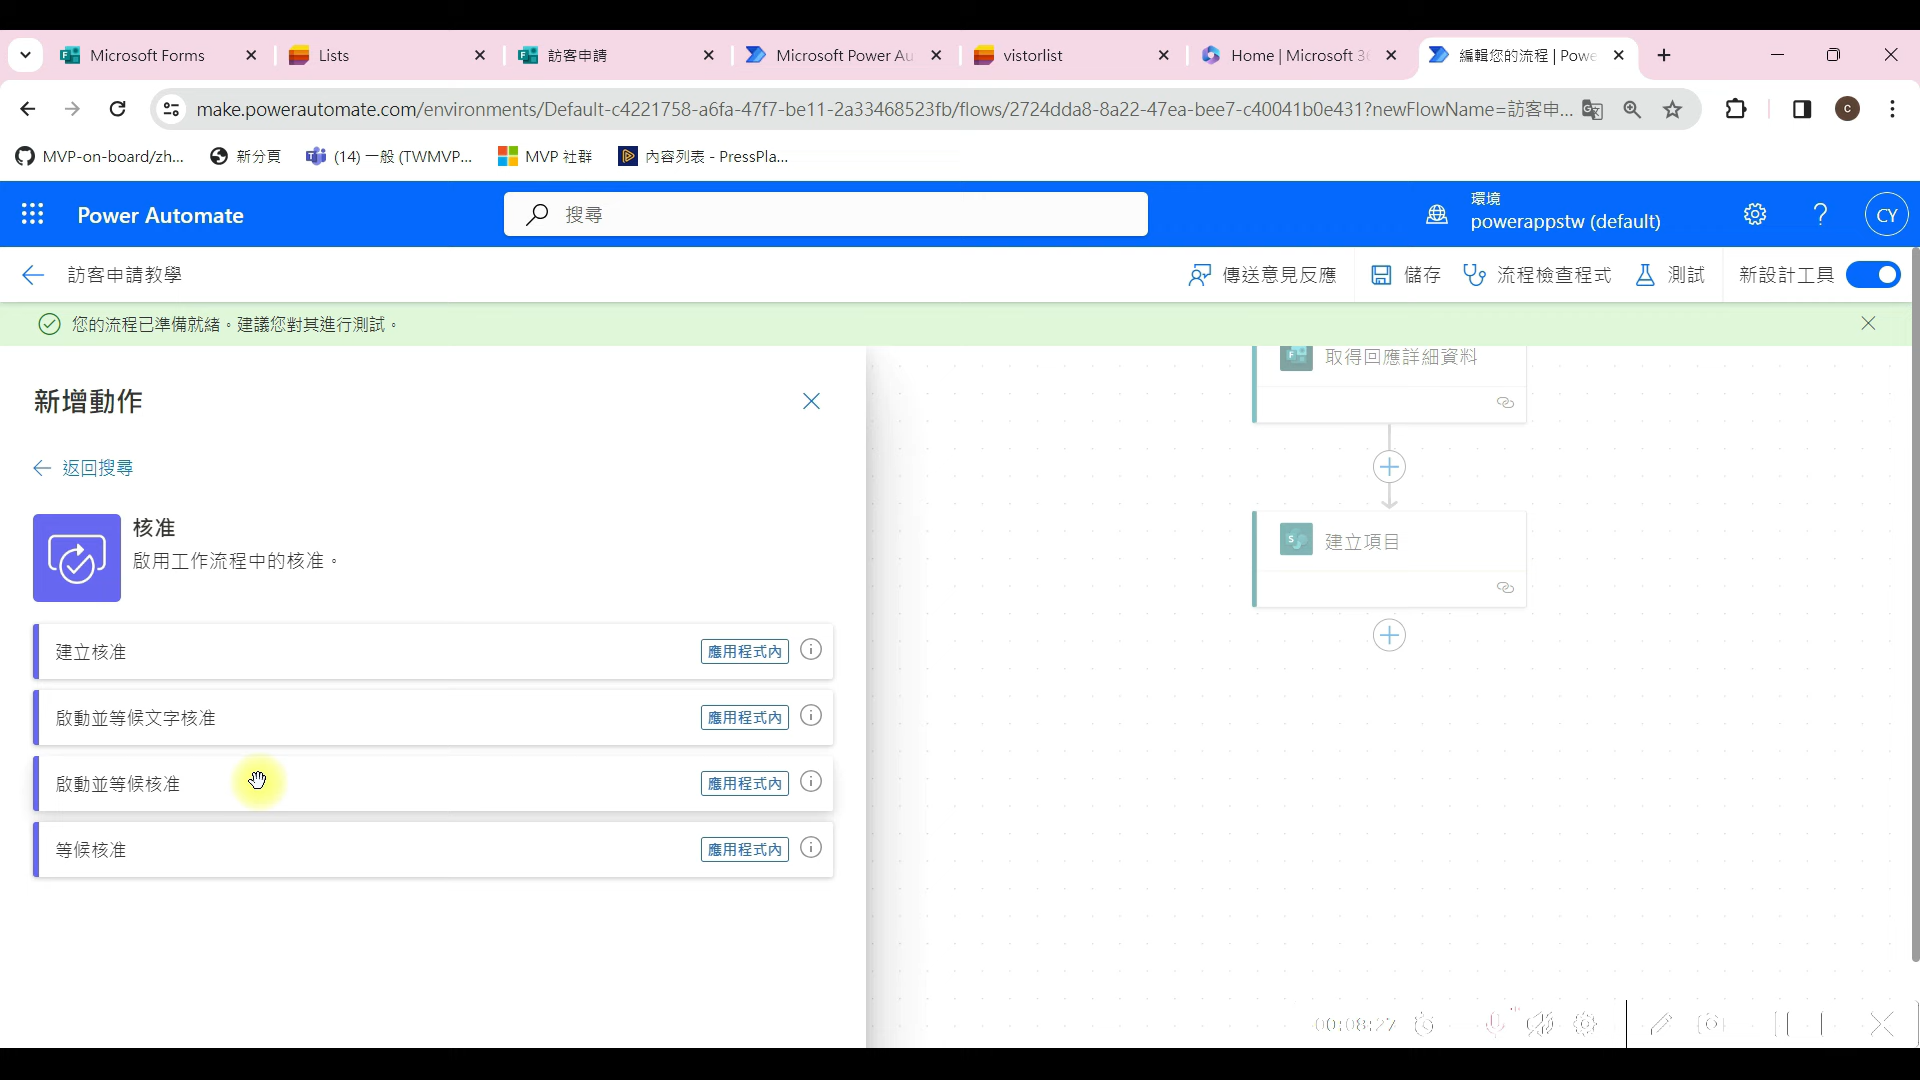 Microsoft Forms
Lists
訪客申請
Microsoft Power Au
vistorlist
Home | Microsoft 36
編輯您的流程 | Powe
make.powerautomate.com/environments/Default-c4221758-a6fa-47f7-be11-2a33468523fb/flows/2724dda8-8a22-47ea-bee7-c40041b0e431?newFlowName=訪客申...
C
MVP-on-board/zh...
新分頁
(14) 一般 (TWMVP...
MVP 社群
內容列表 - PressPla...
Power Automate
搜尋
環境
powerappstw (default)
CY
訪客申請教學
傳送意見反應
儲存
流程檢查程式
測試
新設計工具
您的流程已準備就緒。建議您對其進行測試。
新增動作
返回搜尋
核准
啟用工作流程中的核准。
建立核准
應用程式內
啟動並等候文字核准
應用程式內
啟動並等候核准
應用程式內
等候核准
應用程式內
取得回應詳細資料
建立項目
00:08:27